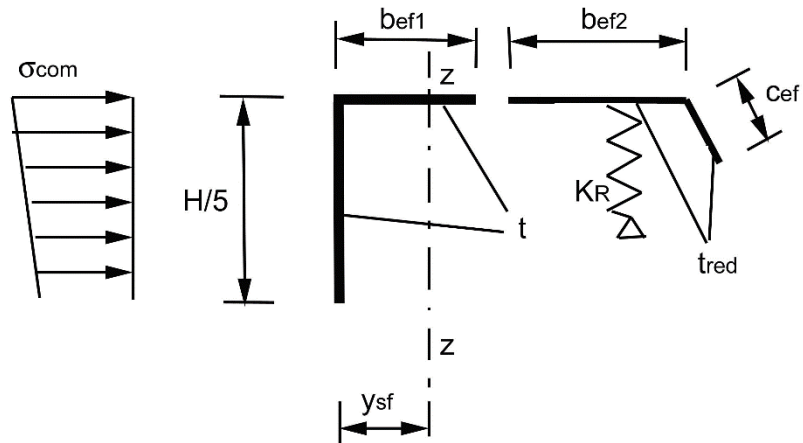 bef1
bef2
σcom
z
cef
H/5
KR
t
tred
z
ysf